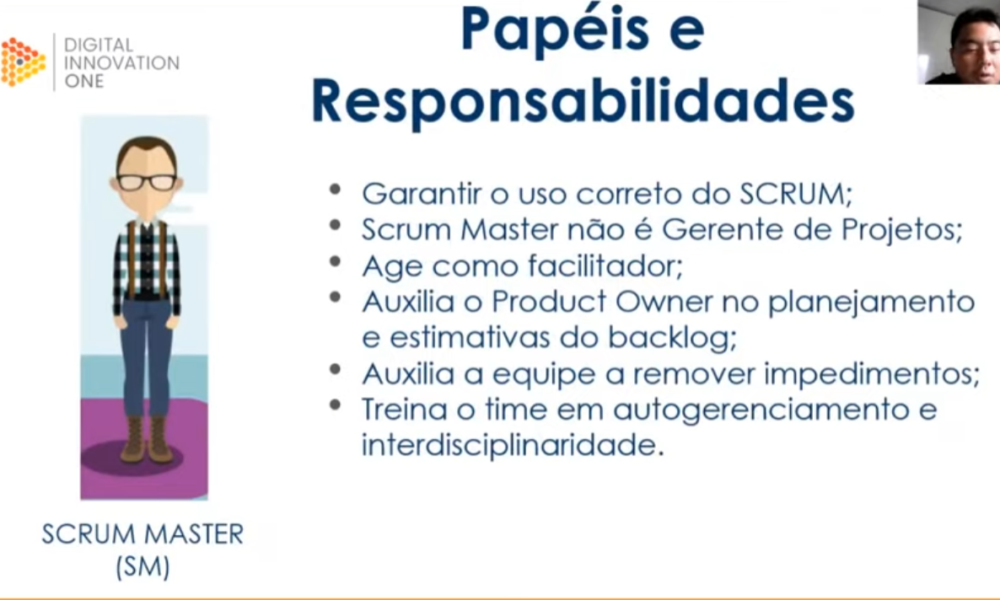 DIGITAL
INNOVATION
ONE
Papéis e
Responsabilidades
• Garantir o uso correto do SCRUM;
• Scrum Master não é Gerente de Projetos;
• Age como facilitador;
• Auxilia o Product Owner no planejamento
e estimativas do backlog;
• Auxilia a equipe a remover impedimentos;
• Treina o time em autogerenciamento e
interdisciplinaridade.
SCRUM MASTER
(SM)